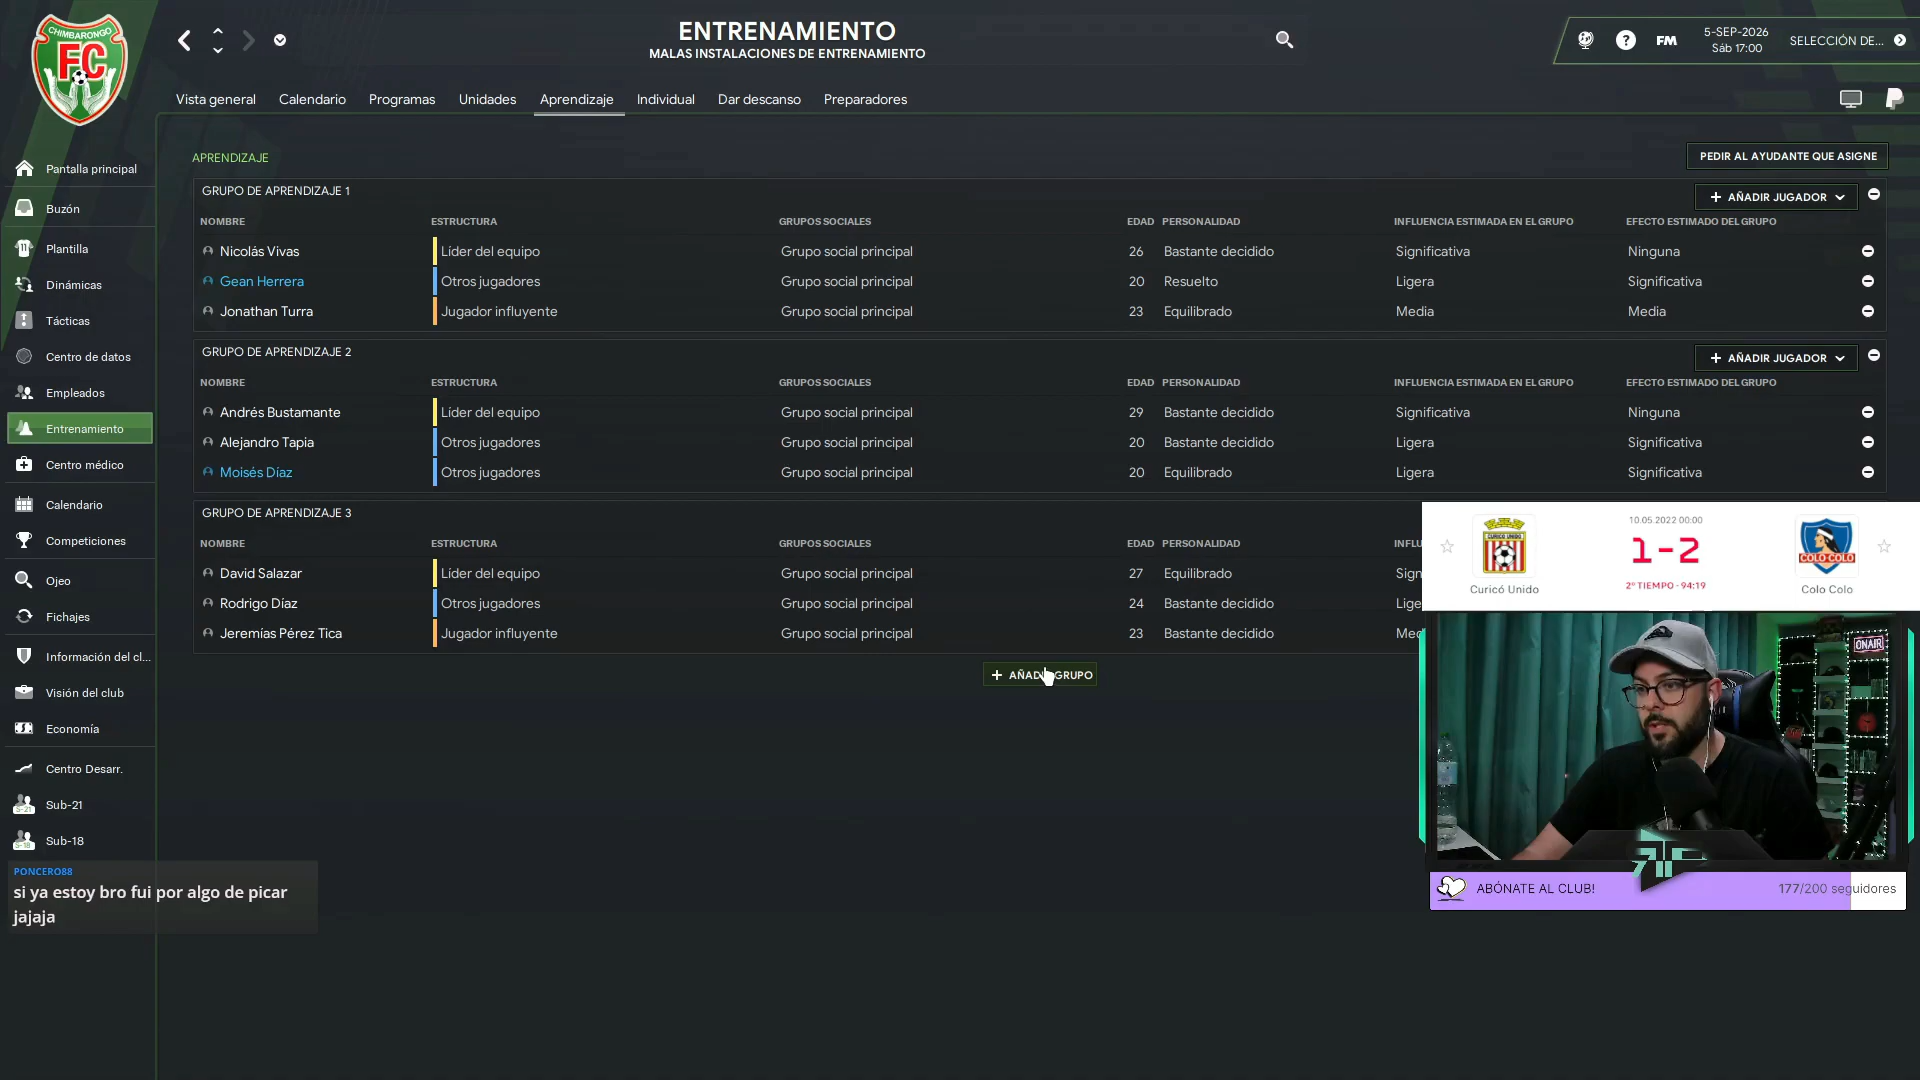 CHIMBARONGO
FC
ENTRENAMIENTO
MALAS INSTALACIONES DE ENTRENAMIENTO
FM
5-SEP-2026
Sáb 17:00
SELECCIÓN DE...
Vista general
Calendario
Programas
Unidades
Aprendizaje
Individual
Dar descanso
Preparadores
Pantalla principal
Buzón
Plantilla
Dinámicas
Tácticas
Centro de datos
Empleados
Entrenamiento
Centro médico
Calendario
Competiciones
Ojeo
Fichajes
Información del cl...
Visión del club
Economía
Centro Desarr.
Sub-21
Sub-18
APRENDIZAJE
PEDIR AL AYUDANTE QUE ASIGNE
GRUPO DE APRENDIZAJE 1
+ AÑADIR JUGADOR
NOMBRE ESTRUCTURA GRUPOS SOCIALES EDAD PERSONALIDAD INFLUENCIA ESTIMADA EN EL GRUPO EFECTO ESTIMADO DEL GRUPO
Nicolás Vivas Líder del equipo Grupo social principal 26 Bastante decidido Significativa Ninguna
Gean Herrera Otros jugadores Grupo social principal 20 Resuelto Ligera Significativa
Jonathan Turra Jugador influyente Grupo social principal 23 Equilibrado Media Media
GRUPO DE APRENDIZAJE 2
+ AÑADIR JUGADOR
NOMBRE ESTRUCTURA GRUPOS SOCIALES EDAD PERSONALIDAD INFLUENCIA ESTIMADA EN EL GRUPO EFECTO ESTIMADO DEL GRUPO
Andrés Bustamante Líder del equipo Grupo social principal 29 Bastante decidido Significativa Ninguna
Alejandro Tapia Otros jugadores Grupo social principal 20 Bastante decidido Ligera Significativa
Moisés Díaz Otros jugadores Grupo social principal 20 Equilibrado Ligera Significativa
GRUPO DE APRENDIZAJE 3
NOMBRE ESTRUCTURA GRUPOS SOCIALES EDAD PERSONALIDAD INFLU
David Salazar Líder del equipo Grupo social principal 27 Equilibrado Sign
Rodrigo Díaz Otros jugadores Grupo social principal 24 Bastante decidido Lige
Jeremías Pérez Tica Jugador influyente Grupo social principal 23 Bastante decidido Med
+ AÑADI GRUPO
10.05.2022 00:00
1-2
2º TIEMPO - 94:19
CURICO UNIDO
Curicó Unido
COLO COLO
Colo Colo
ON AIR
ABÓNATE AL CLUB!
177/200 seguidores
PONCERO88
si ya estoy bro fui por algo de picar
jajaja